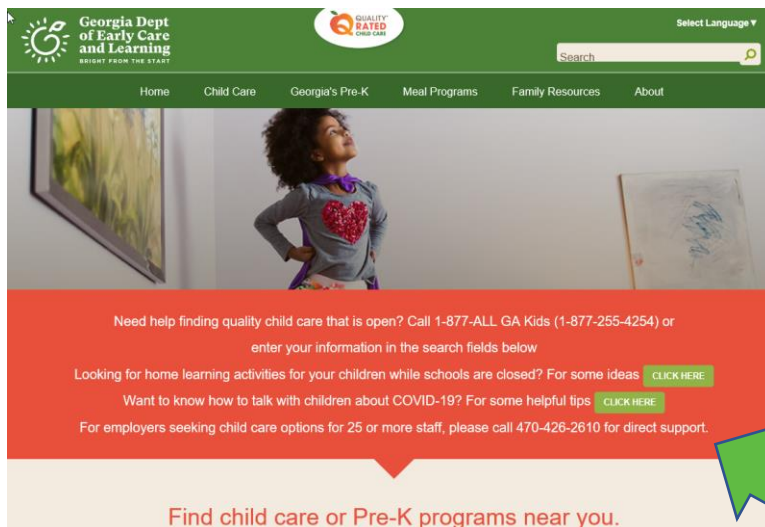 Georgia Dept
of Early Care
and Learning
BRIGHT FROM THE START
QUALITY
RATED
CHILD CARE
Select Language▼
Search
Home Child Care Georgia's Pre-K Meal Programs Family Resources About
Need help finding quality child care that is open? Call 1-877-ALL GA Kids (1-877-255-4254) or
enter your information in the search fields below
Looking for home learning activities for your children while schools are closed? For some ideas CLICK HERE
Want to know how to talk with children about COVID-19? For some helpful tips CLICK HERE
For employers seeking child care options for 25 or more staff, please call 470-426-2610 for direct support.
Find child care or Pre-K programs near you.